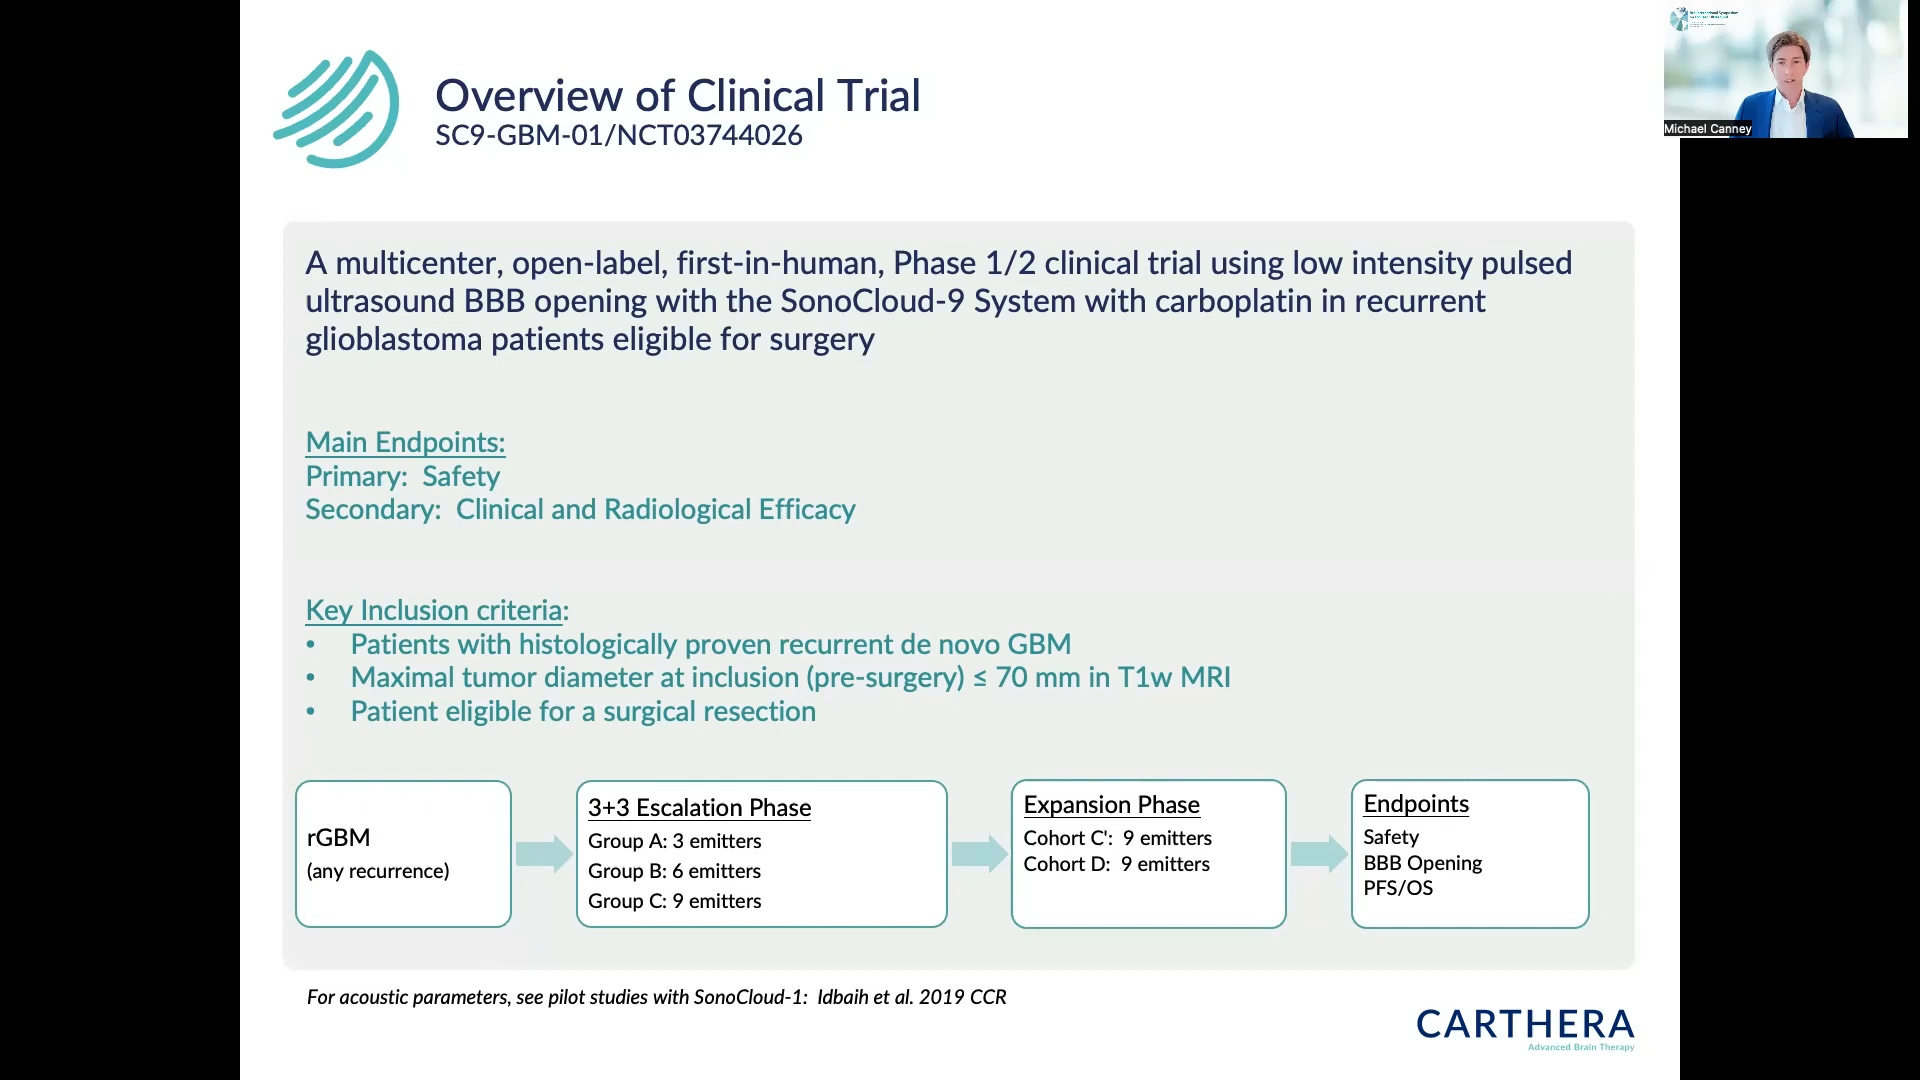 Overview of Clinical Trial
SC9-GBM-01/NCT03744026
Michael Canney
A multicenter, open-label, first-in-human, Phase 1/2 clinical trial using low intensity pulsed
ultrasound BBB opening with the SonoCloud-9 System with carboplatin in recurrent
glioblastoma patients eligible for surgery
Main Endpoints:
Primary: Safety
Secondary: Clinical and Radiological Efficacy
Key Inclusion criteria:
• Patients with histologically proven recurrent de novo GBM
• Maximal tumor diameter at inclusion (pre-surgery) ≤ 70 mm in T1w MRI
• Patient eligible for a surgical resection
rGBM
(any recurrence)
3+3 Escalation Phase
Group A: 3 emitters
Group B: 6 emitters
Group C: 9 emitters
Expansion Phase
Cohort C': 9 emitters
Cohort D: 9 emitters
Endpoints
Safety
BBB Opening
PFS/OS
For acoustic parameters, see pilot studies with SonoCloud-1: Idbaih et al. 2019 CCR
CARTHERA
Advanced Brain Therapy